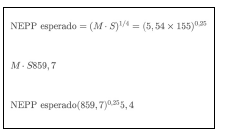 NEPP esperado = (M · S)^{1/4} = (5,54 × 155)^{0,25}
M · S859,7
NEPP esperado(859,7)^{0,25}5,4